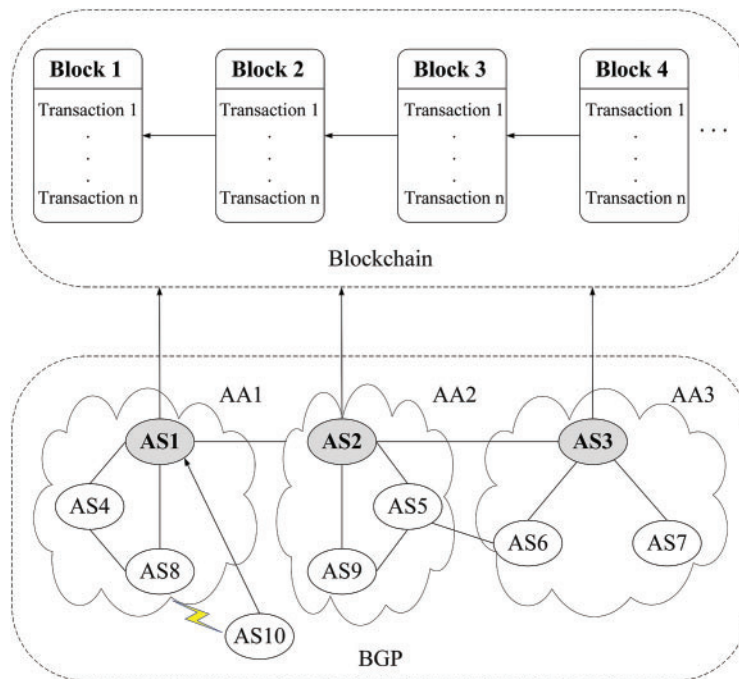 Block 1
Block 2
Block 3
Block 4
Transaction 1
Transaction 1
Transaction 1
Transaction 1
.
.
.
.
.
.
.
.
. . .
.
.
.
.
Transaction n
Transaction n
Transaction n
Transaction n
Blockchain
AA1
AA2
AA3
AS1
AS2
AS3
AS4
AS5
AS6
AS7
AS8
AS9
AS10
BGP